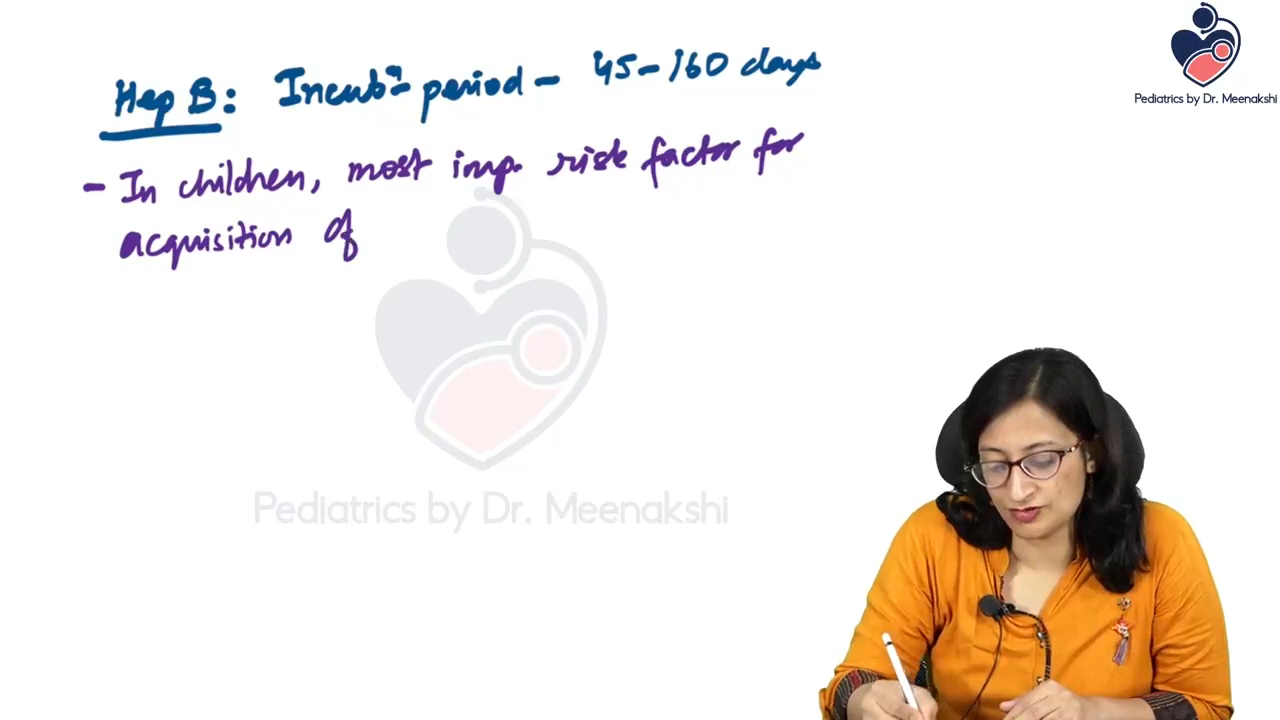 Hep B: Incubⁿ period - 45-160 days
- In children, most imp. risk factor for
acquisition of
Pediatrics by Dr. Meenakshi
Pediatrics by Dr. Meenakshi